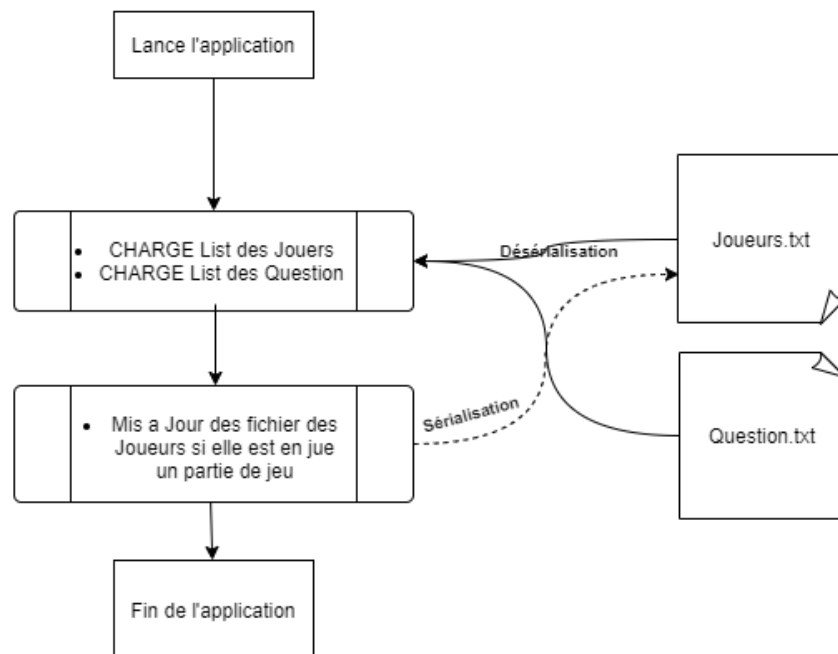 Lance l'application
• CHARGE List des Jouers
• CHARGE List des Question
Désérialisation
Joueurs.txt
• Mis a Jour des fichier des
Joueurs si elle est en jue
un partie de jeu
Sérialisation
Question.txt
Fin de l'application